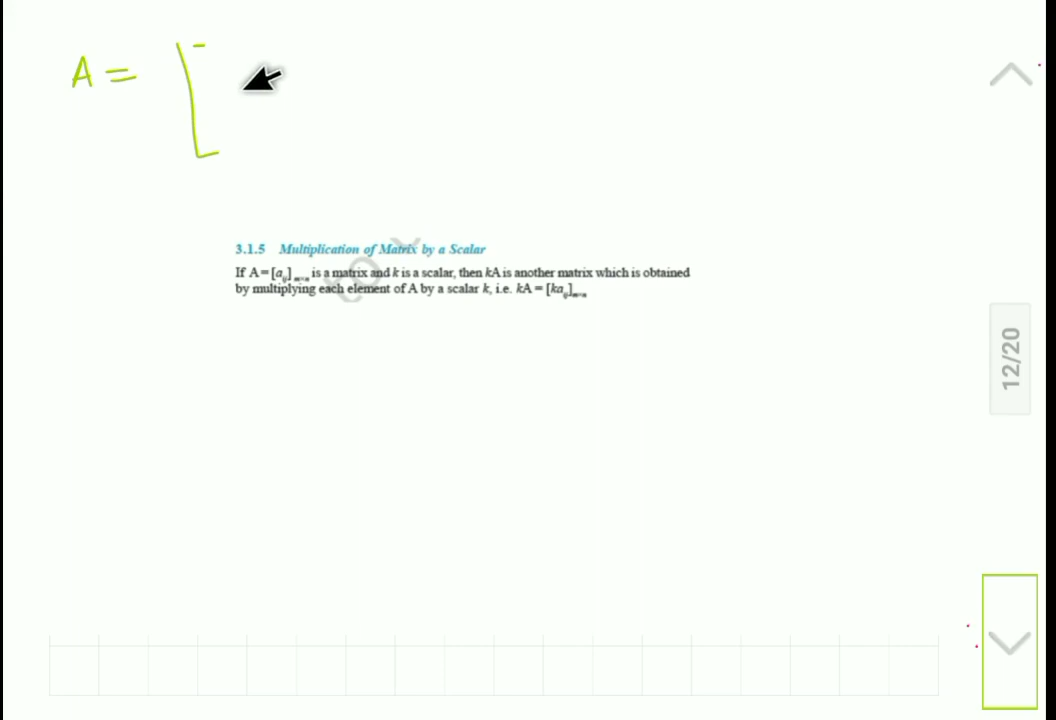 A = [
3.1.5 Multiplication of Matrix by a Scalar
If A = [aij] m×n is a matrix and k is a scalar, then kA is another matrix which is obtained
by multiplying each element of A by a scalar k, i.e. kA = [kaij] m×n
12/20